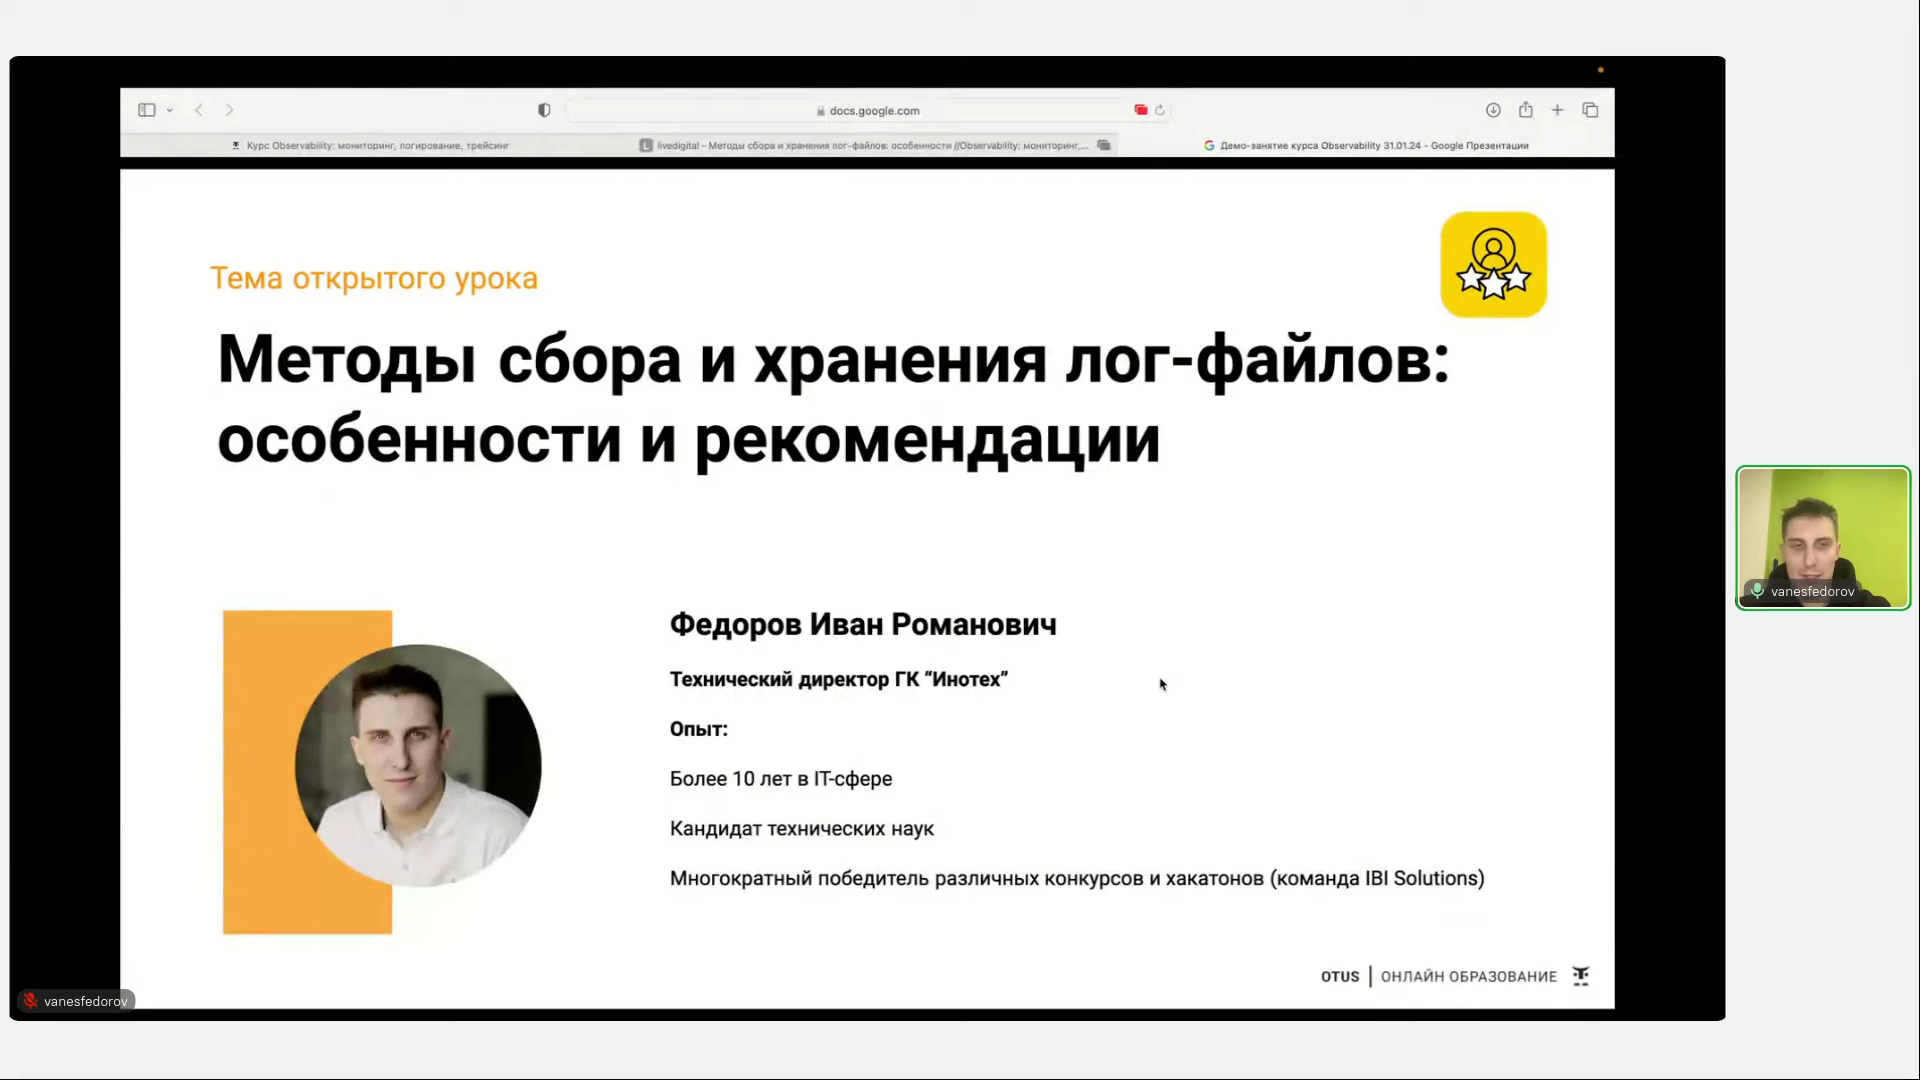 docs.google.com
Курс Observability: мониторинг, логирование, трейсинг
livedigital - Методы сбора и хранения лог-файлов: особенности //Observability: мониторинг,...
Демо-занятие курса Observability 31.01.24 - Google Презентации
Тема открытого урока
Методы сбора и хранения лог-файлов:
особенности и рекомендации
Федоров Иван Романович
Технический директор ГК “Инотех”
Опыт:
Более 10 лет в IT-сфере
Кандидат технических наук
Многократный победитель различных конкурсов и хакатонов (команда IBI Solutions)
OTUS | ОНЛАЙН ОБРАЗОВАНИЕ
vanesfedorov
vanesfedorov